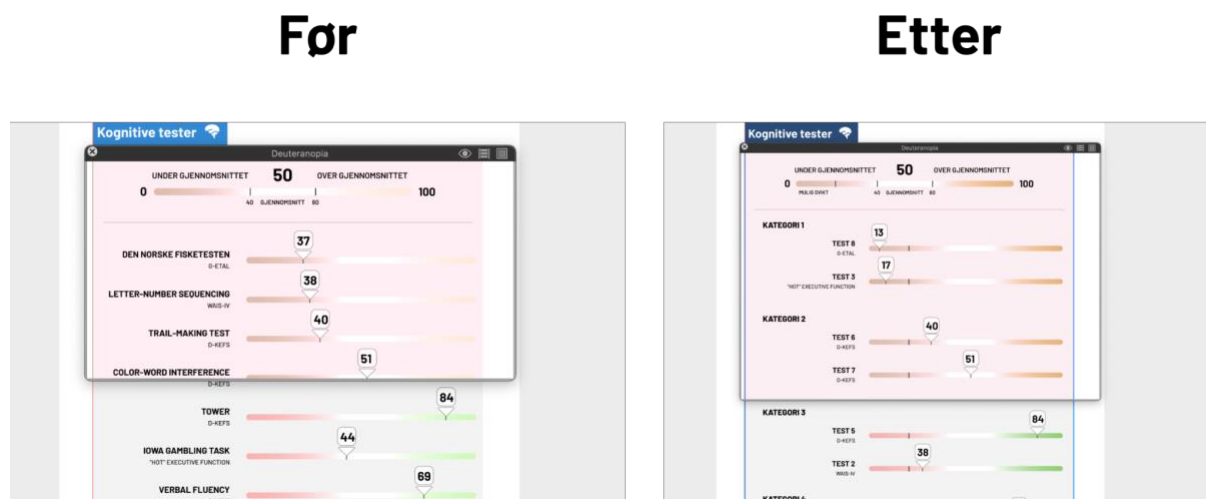 Før
Etter
Kognitive tester
Deuteranopia
UNDER GJENNOMSNITTET 50 OVER GJENNOMSNITTET
0 100
40 GJENNOMSNITT 60
37
DEN NORSKE FISKETESTEN
D-ETAL
38
LETTER-NUMBER SEQUENCING
WAIS-IV
40
TRAIL-MAKING TEST
D-KEFS
51
COLOR-WORD INTERFERENCE
D-KEFS
84
TOWER
D-KEFS
44
IOWA GAMBLING TASK
"HOT" EXECUTIVE FUNCTION
69
VERBAL FLUENCY
Kognitive tester
Deuteranopia
UNDER GJENNOMSNITTET 50 OVER GJENNOMSNITTET
0 100
MULIG SVIKT 40 GJENNOMSNITT 60
KATEGORI 1
13
TEST 8
D-ETAL
17
TEST 3
"HOT" EXECUTIVE FUNCTION
KATEGORI 2
40
TEST 6
D-KEFS
51
TEST 7
D-KEFS
KATEGORI 3
84
TEST 5
D-KEFS
38
TEST 2
WAIS-IV
KATEGORI 4